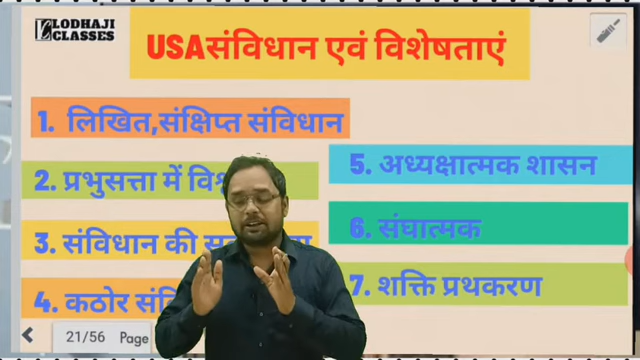 LODHAJI
CLASSES
USAसंविधान एवं विशेषताएं
1. लिखित,संक्षिप्त संविधान
2. प्रभुसत्ता में
3. संविधान की
4. कठोर
5. अध्यक्षात्मक शासन
6. संघात्मक
7. शक्ति प्रथकरण
21/56 Page